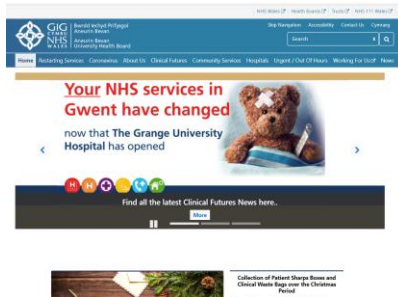 NHS Wales Health Boards Trusts NHS 111 Wales
GIG
CYMRU
NHS
WALES
Bwrdd Iechyd Prifysgol
Aneurin Bevan
Aneurin Bevan
University Health Board
Skip Navigation Accessibility Contact Us Cymraeg
Search
Home Restarting Services Coronavirus About Us Clinical Futures Community Services Hospitals Urgent / Out Of Hours Working For Us News
Your NHS services in
Gwent have changed
now that The Grange University
Hospital has opened
H H
Find all the latest Clinical Futures News here..
More
Collection of Patient Sharps Boxes and
Clinical Waste Bags over the Christmas
Period